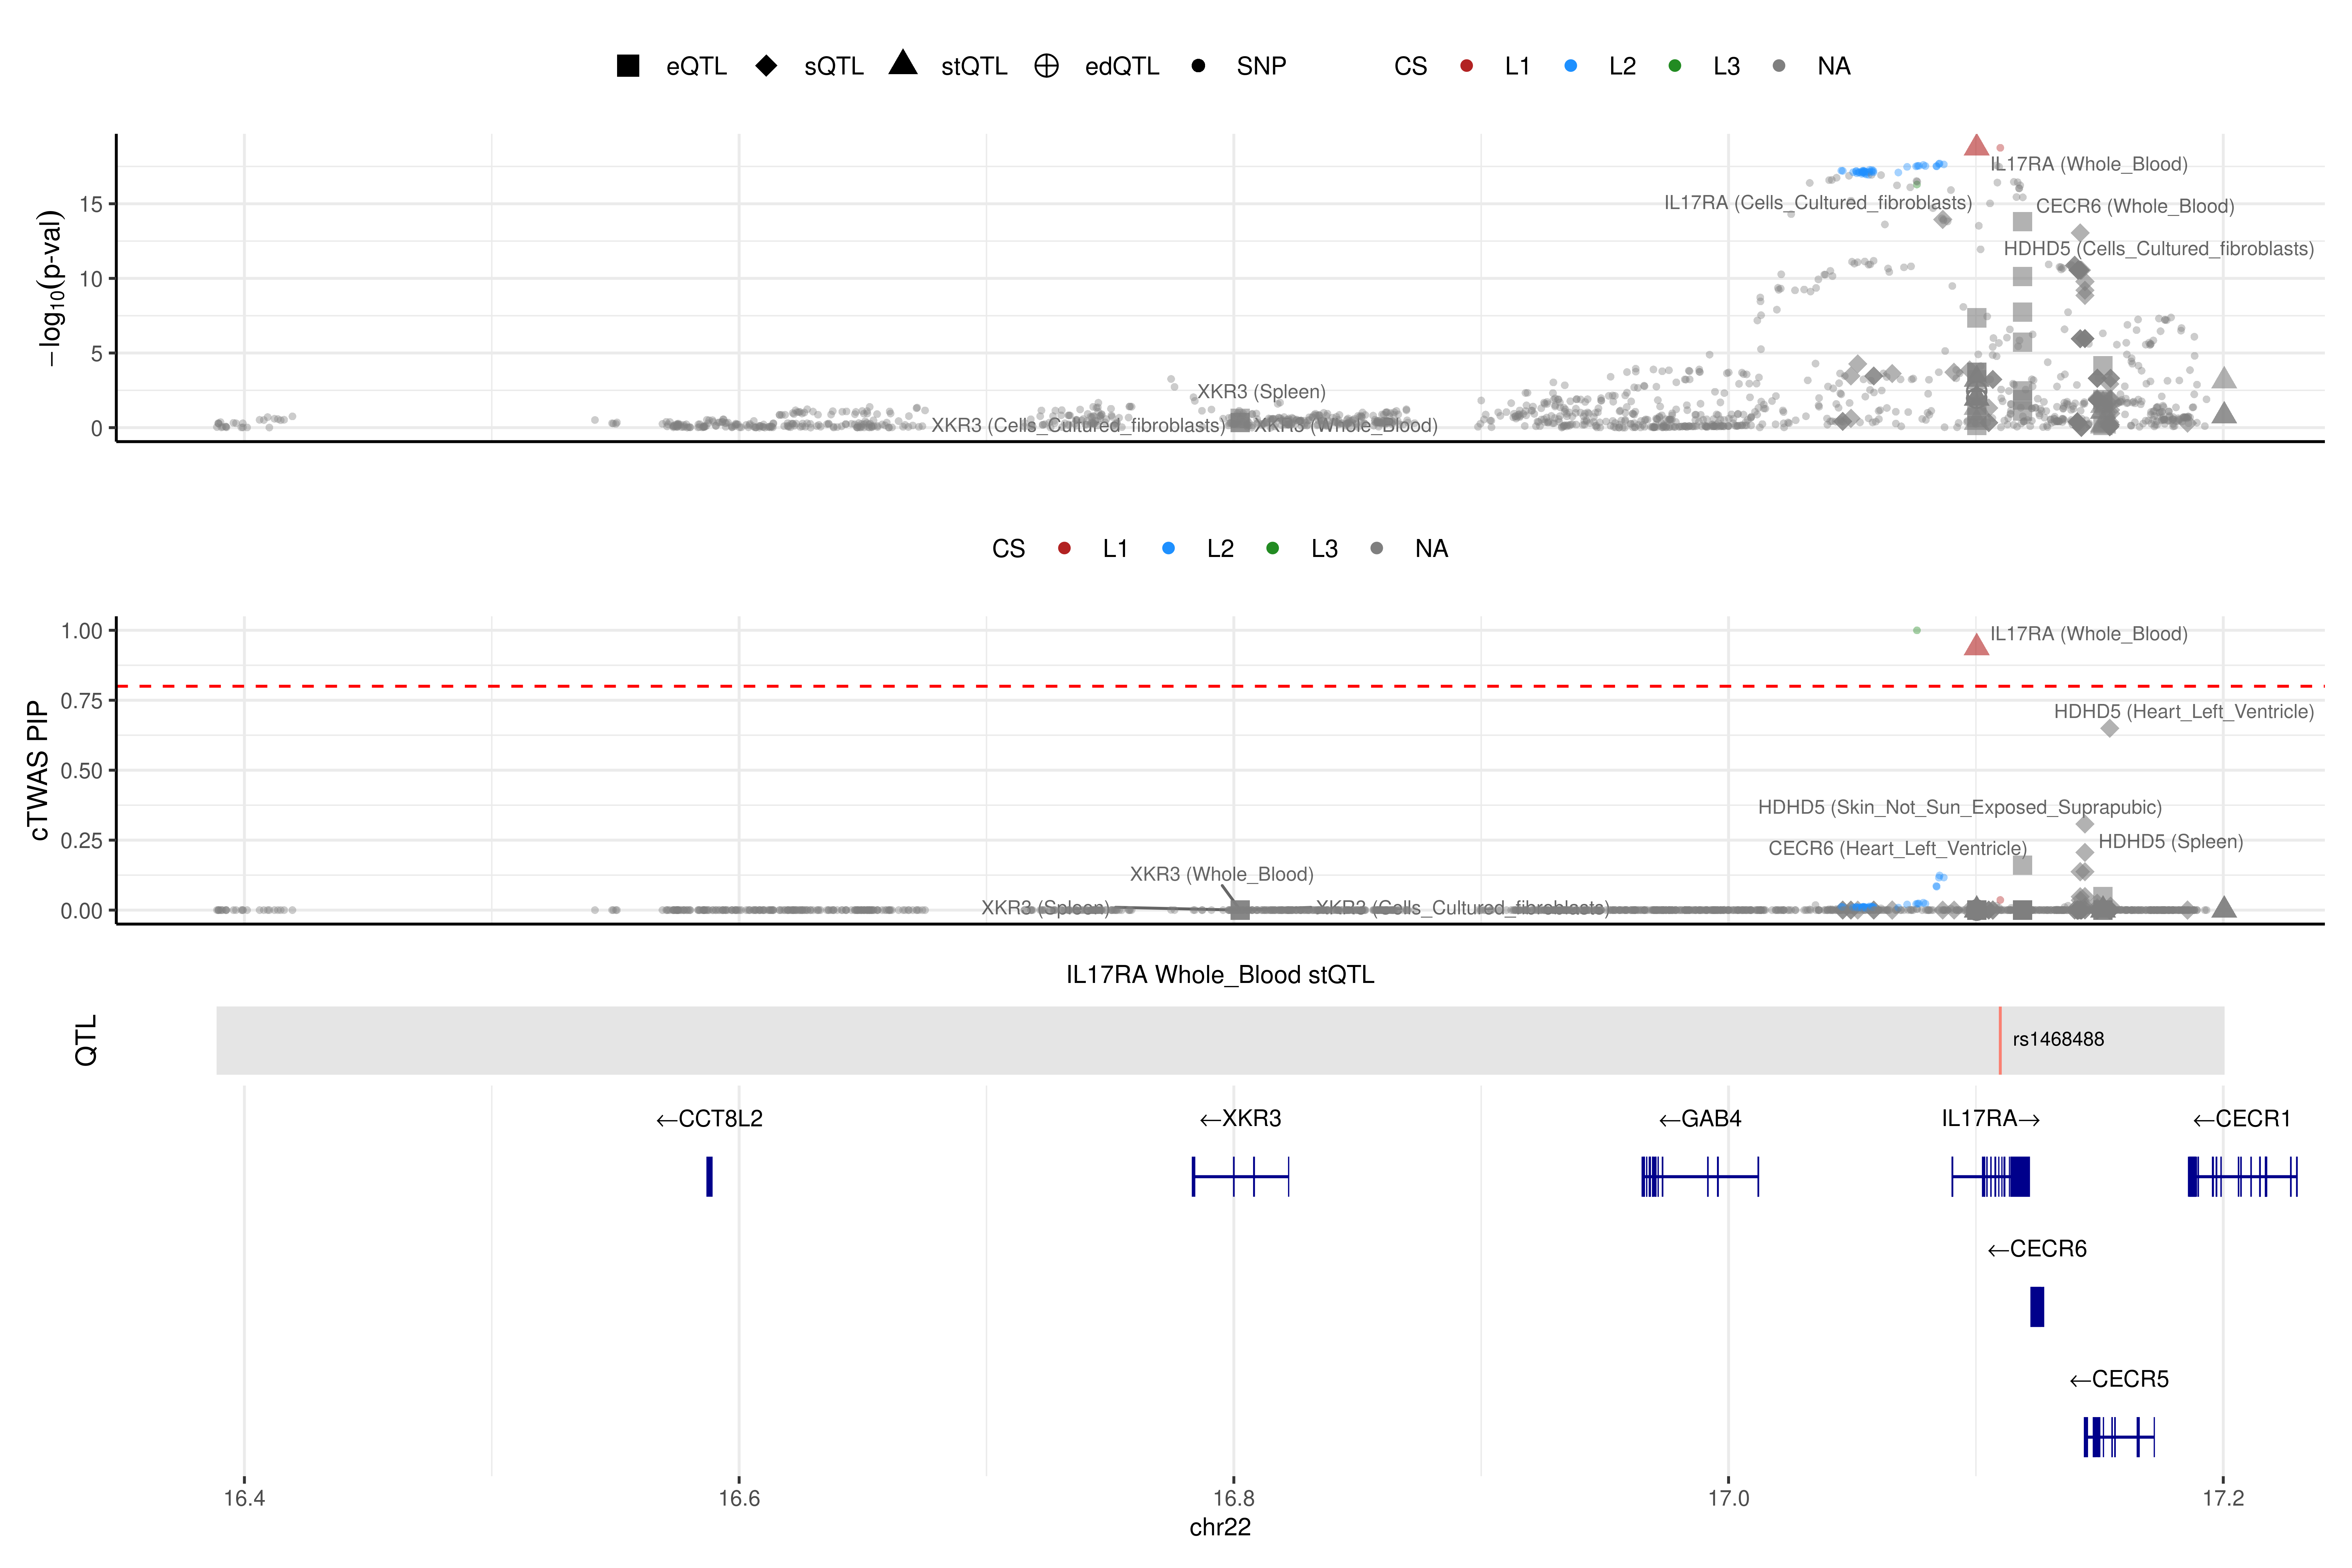 eQTL sQTL stQTL edQTL SNP CS L1 L2 L3 NA
−log10(p-val)
15
10
5
0
IL17RA (Whole_Blood)
IL17RA (Cells_Cultured_fibroblasts)
CECR6 (Whole_Blood)
HDHD5 (Cells_Cultured_fibroblasts)
XKR3 (Spleen)
XKR3 (Cells_Cultured_fibroblasts)
XKR3 (Whole_Blood)
CS L1 L2 L3 NA
cTWAS PIP
1.00
0.75
0.50
0.25
0.00
IL17RA (Whole_Blood)
HDHD5 (Heart_Left_Ventricle)
HDHD5 (Skin_Not_Sun_Exposed_Suprapubic)
HDHD5 (Spleen)
CECR6 (Heart_Left_Ventricle)
XKR3 (Whole_Blood)
XKR3 (Spleen)
XKR3 (Cells_Cultured_fibroblasts)
IL17RA Whole_Blood stQTL
QTL
rs1468488
←CCT8L2 ←XKR3 ←GAB4 IL17RA→ ←CECR1
←CECR6
←CECR5
16.4 16.6 16.8 17.0 17.2
chr22